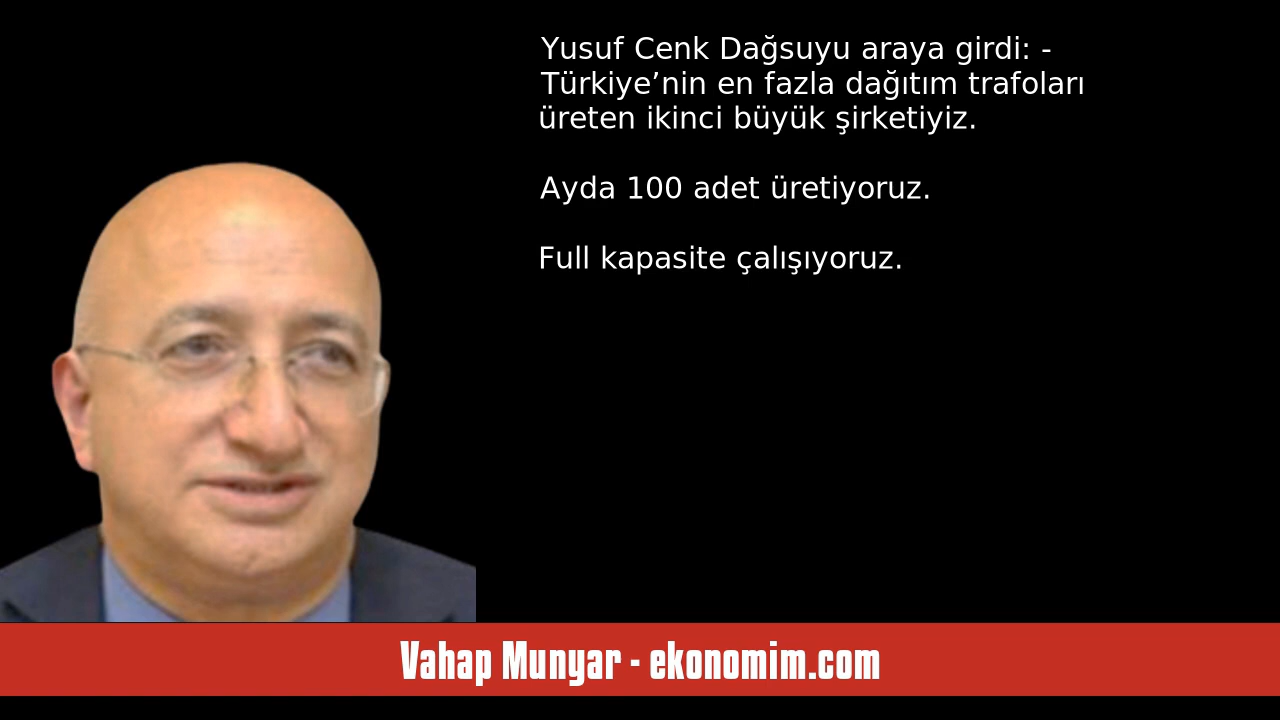 Yusuf Cenk Dağsuyu araya girdi: -
Türkiye’nin en fazla dağıtım trafoları
üreten ikinci büyük şirketiyiz.
Ayda 100 adet üretiyoruz.
Full kapasite çalışıyoruz.
Vahap Munyar - ekonomim.com